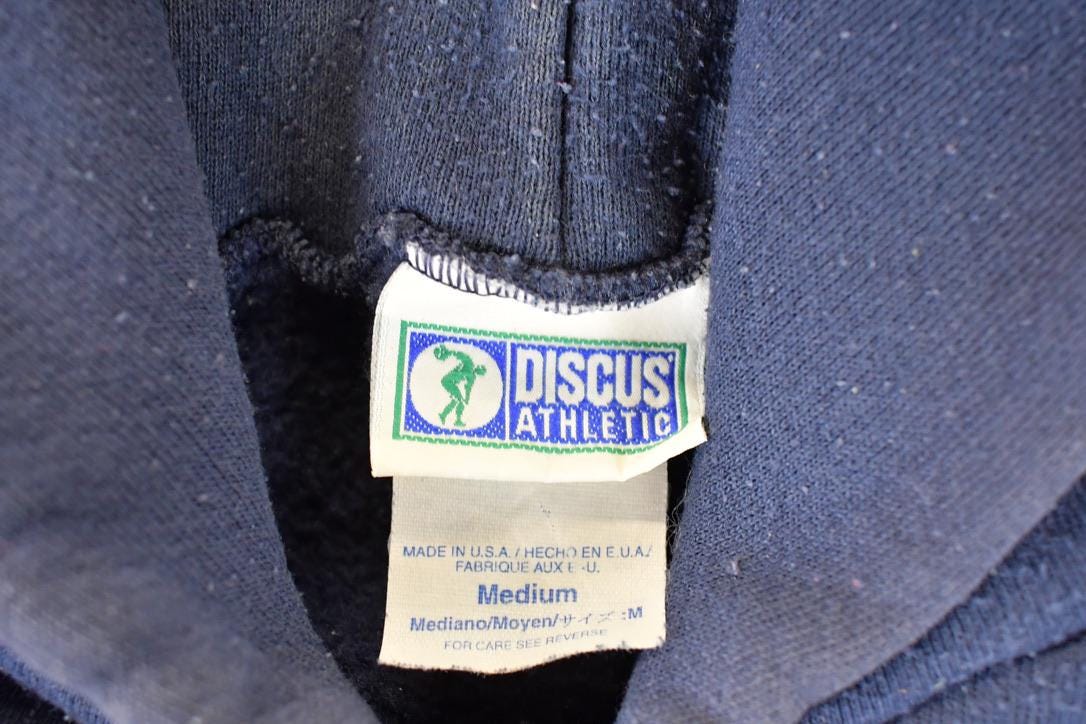 DISCUS
ATHLETIC
MADE IN U.S.A. / HECHO EN E.U.A./
FABRIQUE AUX E.-U.
Medium
Mediano/Moyen/サイズ:M
FOR CARE SEE REVERSE